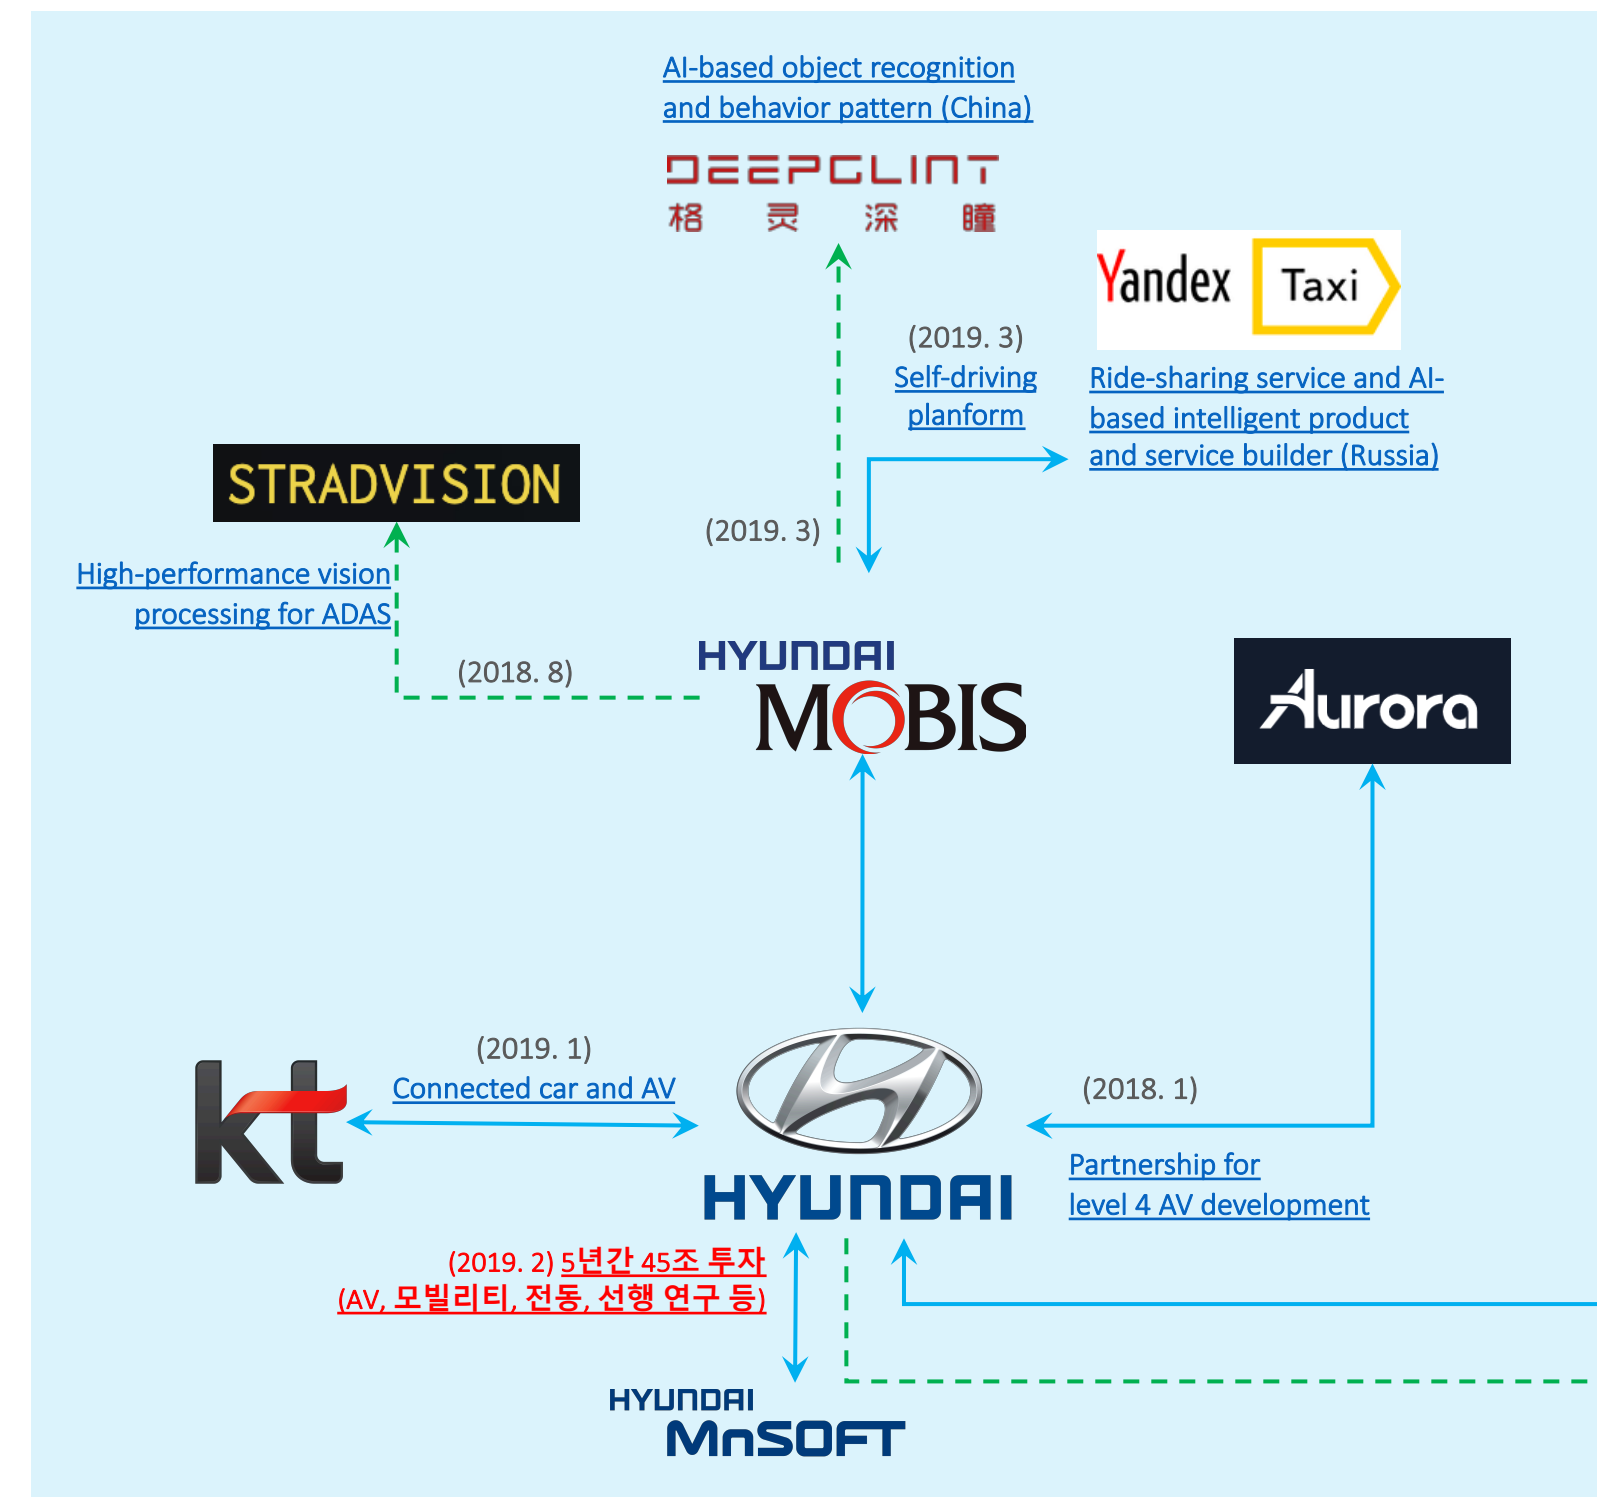 AI-based object recognition
and behavior pattern (China)
DEEPGLINT
格灵深瞳
Yandex Taxi
(2019. 3)
Self-driving
planform
Ride-sharing service and AI-
based intelligent product
and service builder (Russia)
STRADVISION
(2019. 3)
High-performance vision
processing for ADAS
(2018. 8)
HYUNDAI
MOBIS
Aurora
kt
(2019. 1)
Connected car and AV
(2018. 1)
Partnership for
level 4 AV development
HYUNDAI
(2019. 2) 5년간 45조 투자
(AV, 모빌리티, 전동, 선행 연구 등)
HYUNDAI
MnSOFT